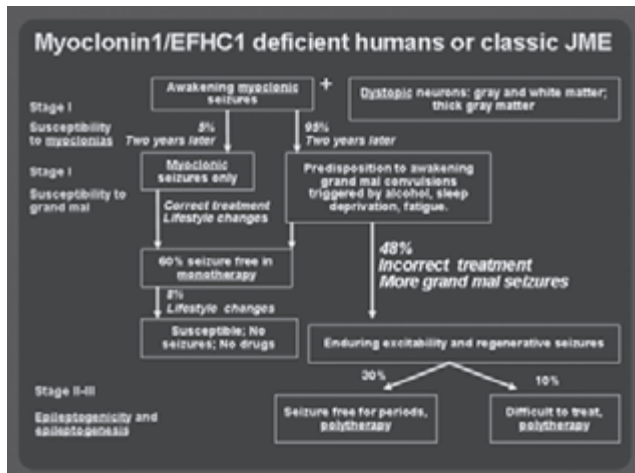 Myoclonin1/EFHC1 deficient humans or classic JME
Awakening myoclonic
seizures
+
Dystopic neurons: gray and white matter;
thick gray matter
Stage I
Susceptibility
to myoclonias
5%
Two years later
95%
Two years later
Stage I
Susceptibility to
grand mal
Myoclonic
seizures only
Predisposition to awakening
grand mal convulsions
triggered by alcohol, sleep
deprivation, fatigue.
Correct treatment
Lifestyle changes
60% seizure free in
monotherapy
48%
Incorrect treatment
More grand mal seizures
Lifestyle changes
Susceptible; No
seizures; No drugs
Enduring excitability and regenerative seizures
30%
10%
Stage II-III
Epileptogenicity and
epileptogenesis
Seizure free for periods,
polytherapy
Difficult to treat,
polytherapy